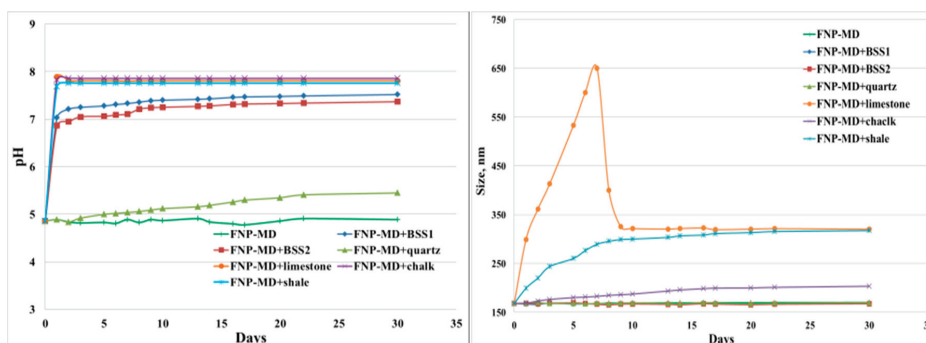 9
8
7
6
5
4
3
pH
0 5 10 15 20 25 30 35
Days
FNP-MD FNP-MD+BSS1
FNP-MD+BSS2 FNP-MD+quartz
FNP-MD+limestone FNP-MD+chalk
FNP-MD+shale
750
650
550
450
350
250
150
Size, nm
0 5 10 15 20 25 30 35
Days
FNP-MD
FNP-MD+BSS1
FNP-MD+BSS2
FNP-MD+quartz
FNP-MD+limestone
FNP-MD+chaclk
FNP-MD+shale